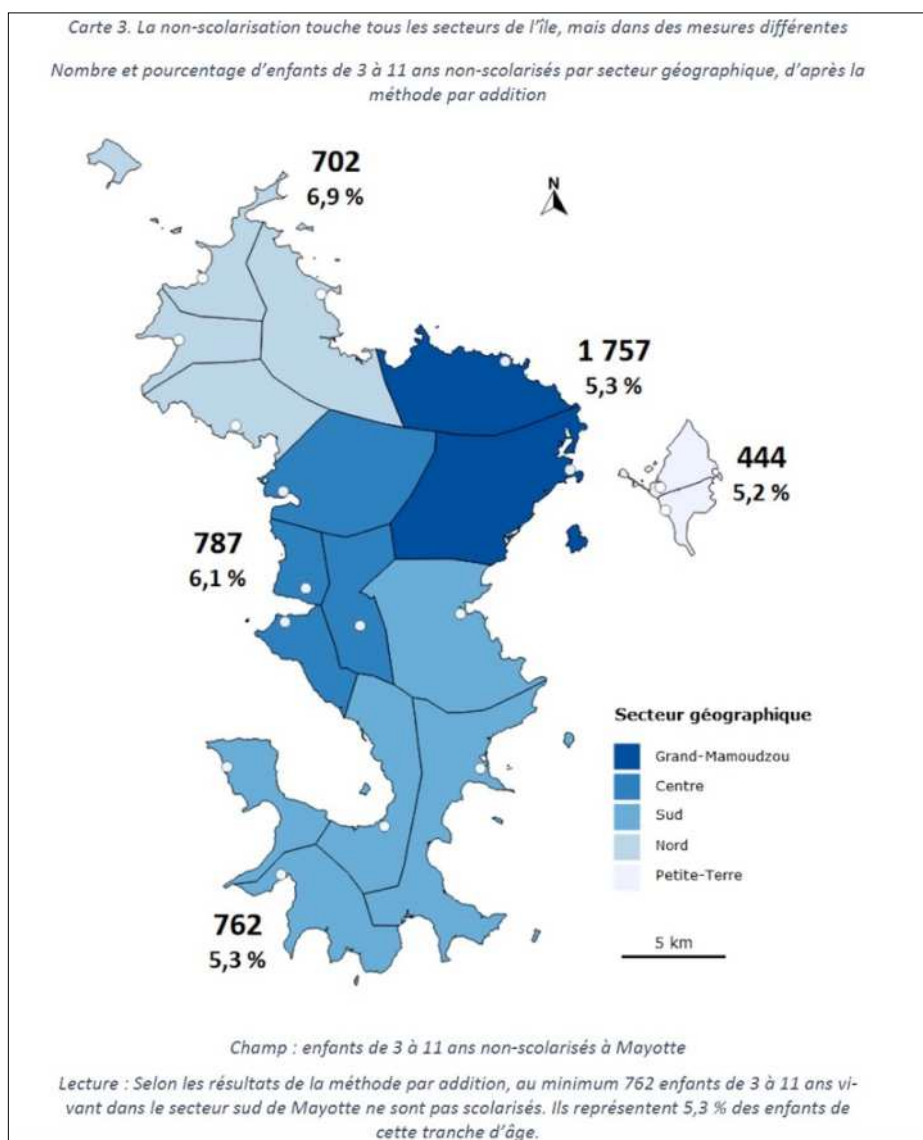 Carte 3. La non-scolarisation touche tous les secteurs de l'île, mais dans des mesures différentes
Nombre et pourcentage d'enfants de 3 à 11 ans non-scolarisés par secteur géographique, d'après la
méthode par addition
702
6,9 %
N
1 757
5,3 %
444
5,2 %
787
6,1 %
Secteur géographique
Grand-Mamoudzou
Centre
Sud
Nord
Petite-Terre
762
5,3 %
5 km
Champ : enfants de 3 à 11 ans non-scolarisés à Mayotte
Lecture : Selon les résultats de la méthode par addition, au minimum 762 enfants de 3 à 11 ans vi-
vant dans le secteur sud de Mayotte ne sont pas scolarisés. Ils représentent 5,3 % des enfants de
cette tranche d'âge.